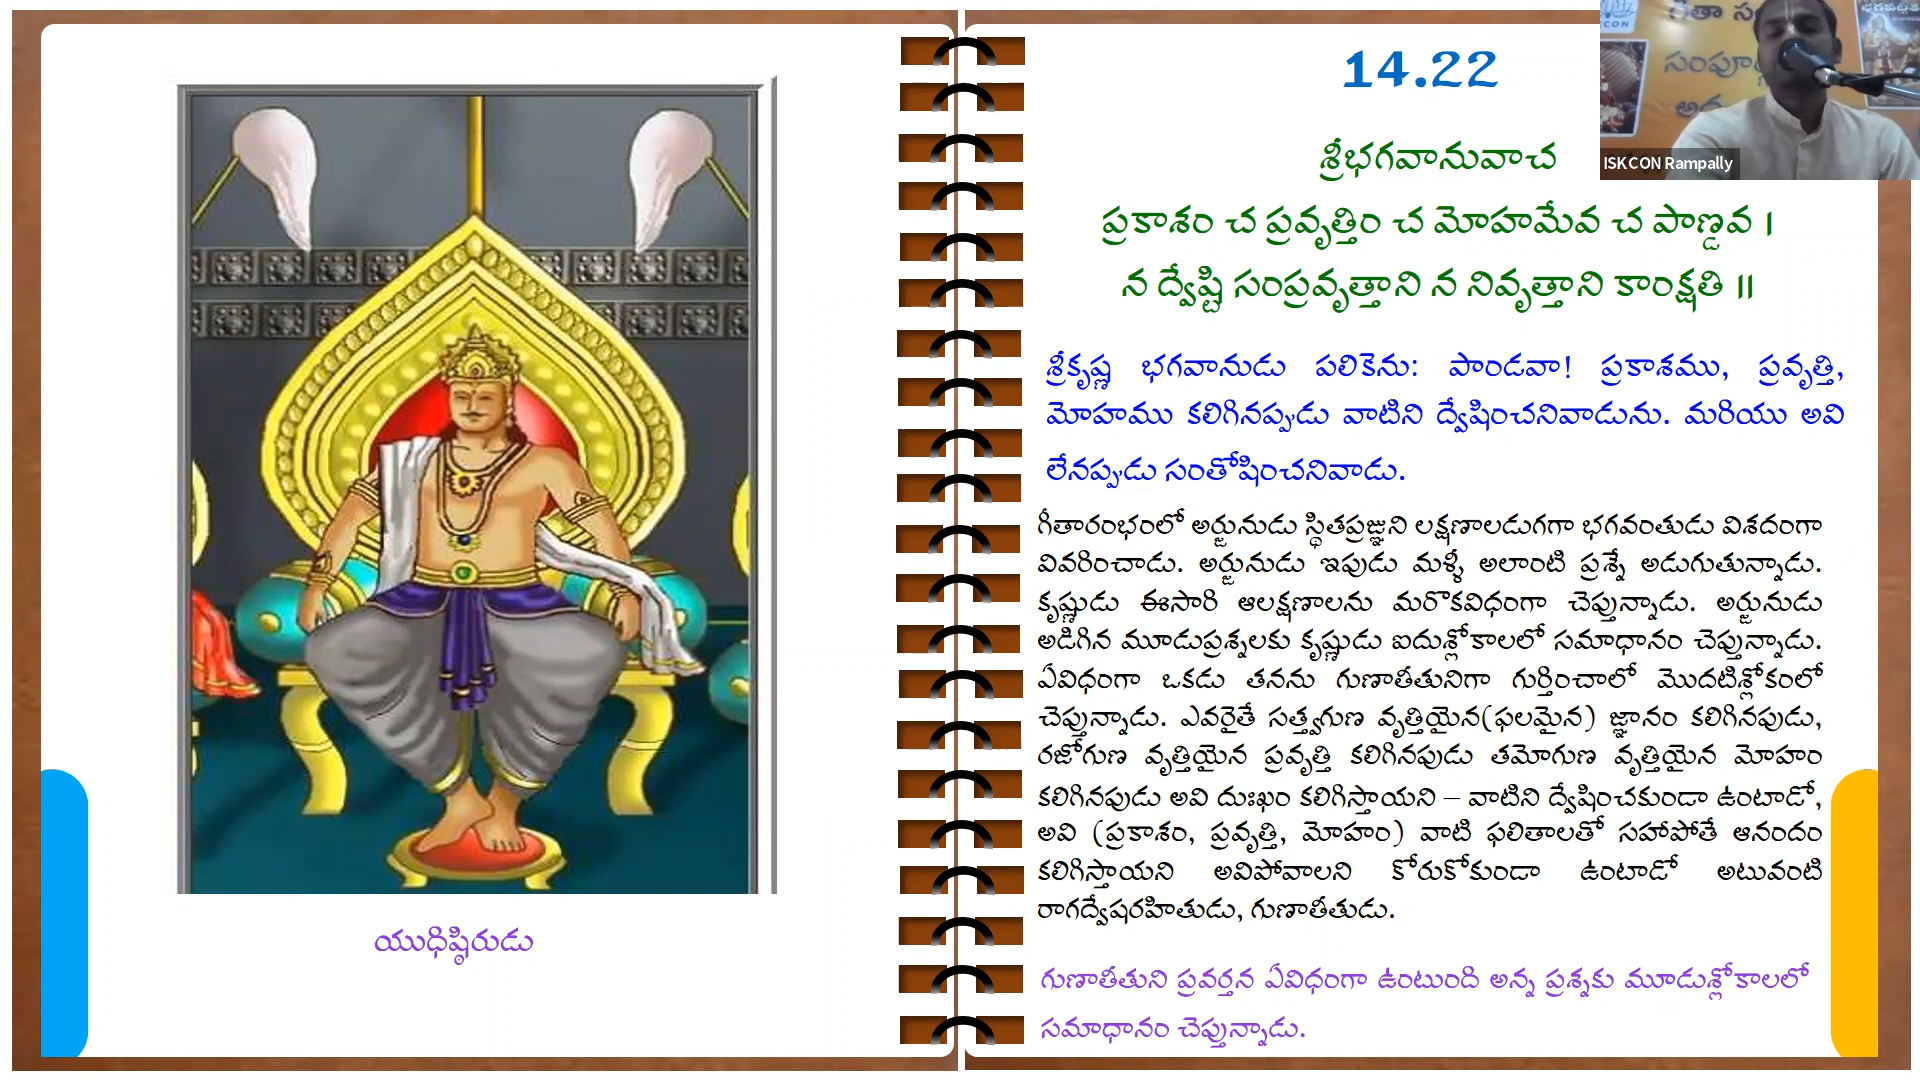 యుధిష్ఠిరుడు
14.22
శ్రీభగవానువాచ
ప్రకాశం చ ప్రవృత్తిం చ మోహమేవ చ పాణ్డవ ।
న ద్వేష్టి సంప్రవృత్తాని న నివృత్తాని కాంక్షతి ॥
శ్రీకృష్ణ భగవానుడు పలికెను: పాండవా! ప్రకాశము, ప్రవృత్తి,
మోహము కలిగినప్పుడు వాటిని ద్వేషించనివాడును. మరియు అవి
లేనప్పుడు సంతోషించనివాడు.
గీతారంభంలో అర్జునుడు స్థితప్రజ్ఞుని లక్షణాలడుగగా భగవంతుడు విశదంగా
వివరించాడు. అర్జునుడు ఇపుడు మళ్ళీ అలాంటి ప్రశ్నే అడుగుతున్నాడు.
కృష్ణుడు ఈసారి ఆలక్షణాలను మరొకవిధంగా చెప్తున్నాడు. అర్జునుడు
అడిగిన మూడుప్రశ్నలకు కృష్ణుడు ఐదుశ్లోకాలలో సమాధానం చెప్తున్నాడు.
ఏవిధంగా ఒకడు తనను గుణాతీతునిగా గుర్తించాలో మొదటిశ్లోకంలో
చెప్తున్నాడు. ఎవరైతే సత్త్వగుణ వృత్తియైన(ఫలమైన) జ్ఞానం కలిగినపుడు,
రజోగుణ వృత్తియైన ప్రవృత్తి కలిగినపుడు తమోగుణ వృత్తియైన మోహం
కలిగినపుడు అవి దుఃఖం కలిగిస్తాయని – వాటిని ద్వేషించకుండా ఉంటాడో,
అవి (ప్రకాశం, ప్రవృత్తి, మోహం) వాటి ఫలితాలతో సహాపోతే ఆనందం
కలిగిస్తాయని అవిపోవాలని కోరుకోకుండా ఉంటాడో అటువంటి
రాగద్వేషరహితుడు, గుణాతీతుడు.
గుణాతీతుని ప్రవర్తన ఏవిధంగా ఉంటుంది అన్న ప్రశ్నకు మూడుశ్లోకాలలో
సమాధానం చెప్తున్నాడు.
గీతా
ISKCON Rampally